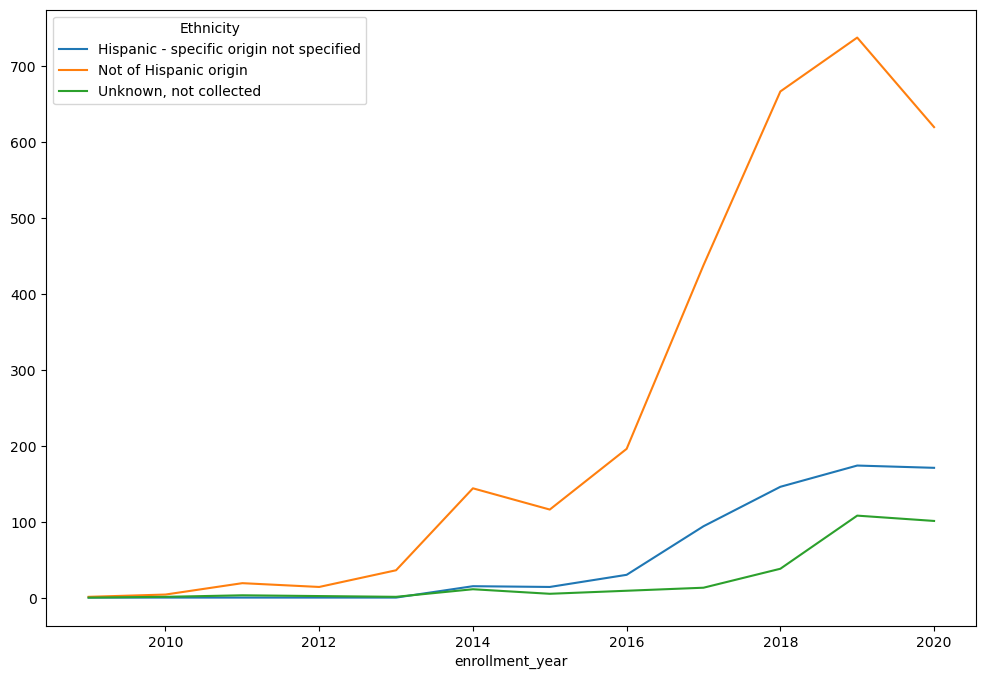 Ethnicity
Hispanic - specific origin not specified
Not of Hispanic origin
Unknown, not collected
700
600
500
400
300
200
100
0
2010 2012 2014 2016 2018 2020
enrollment_year